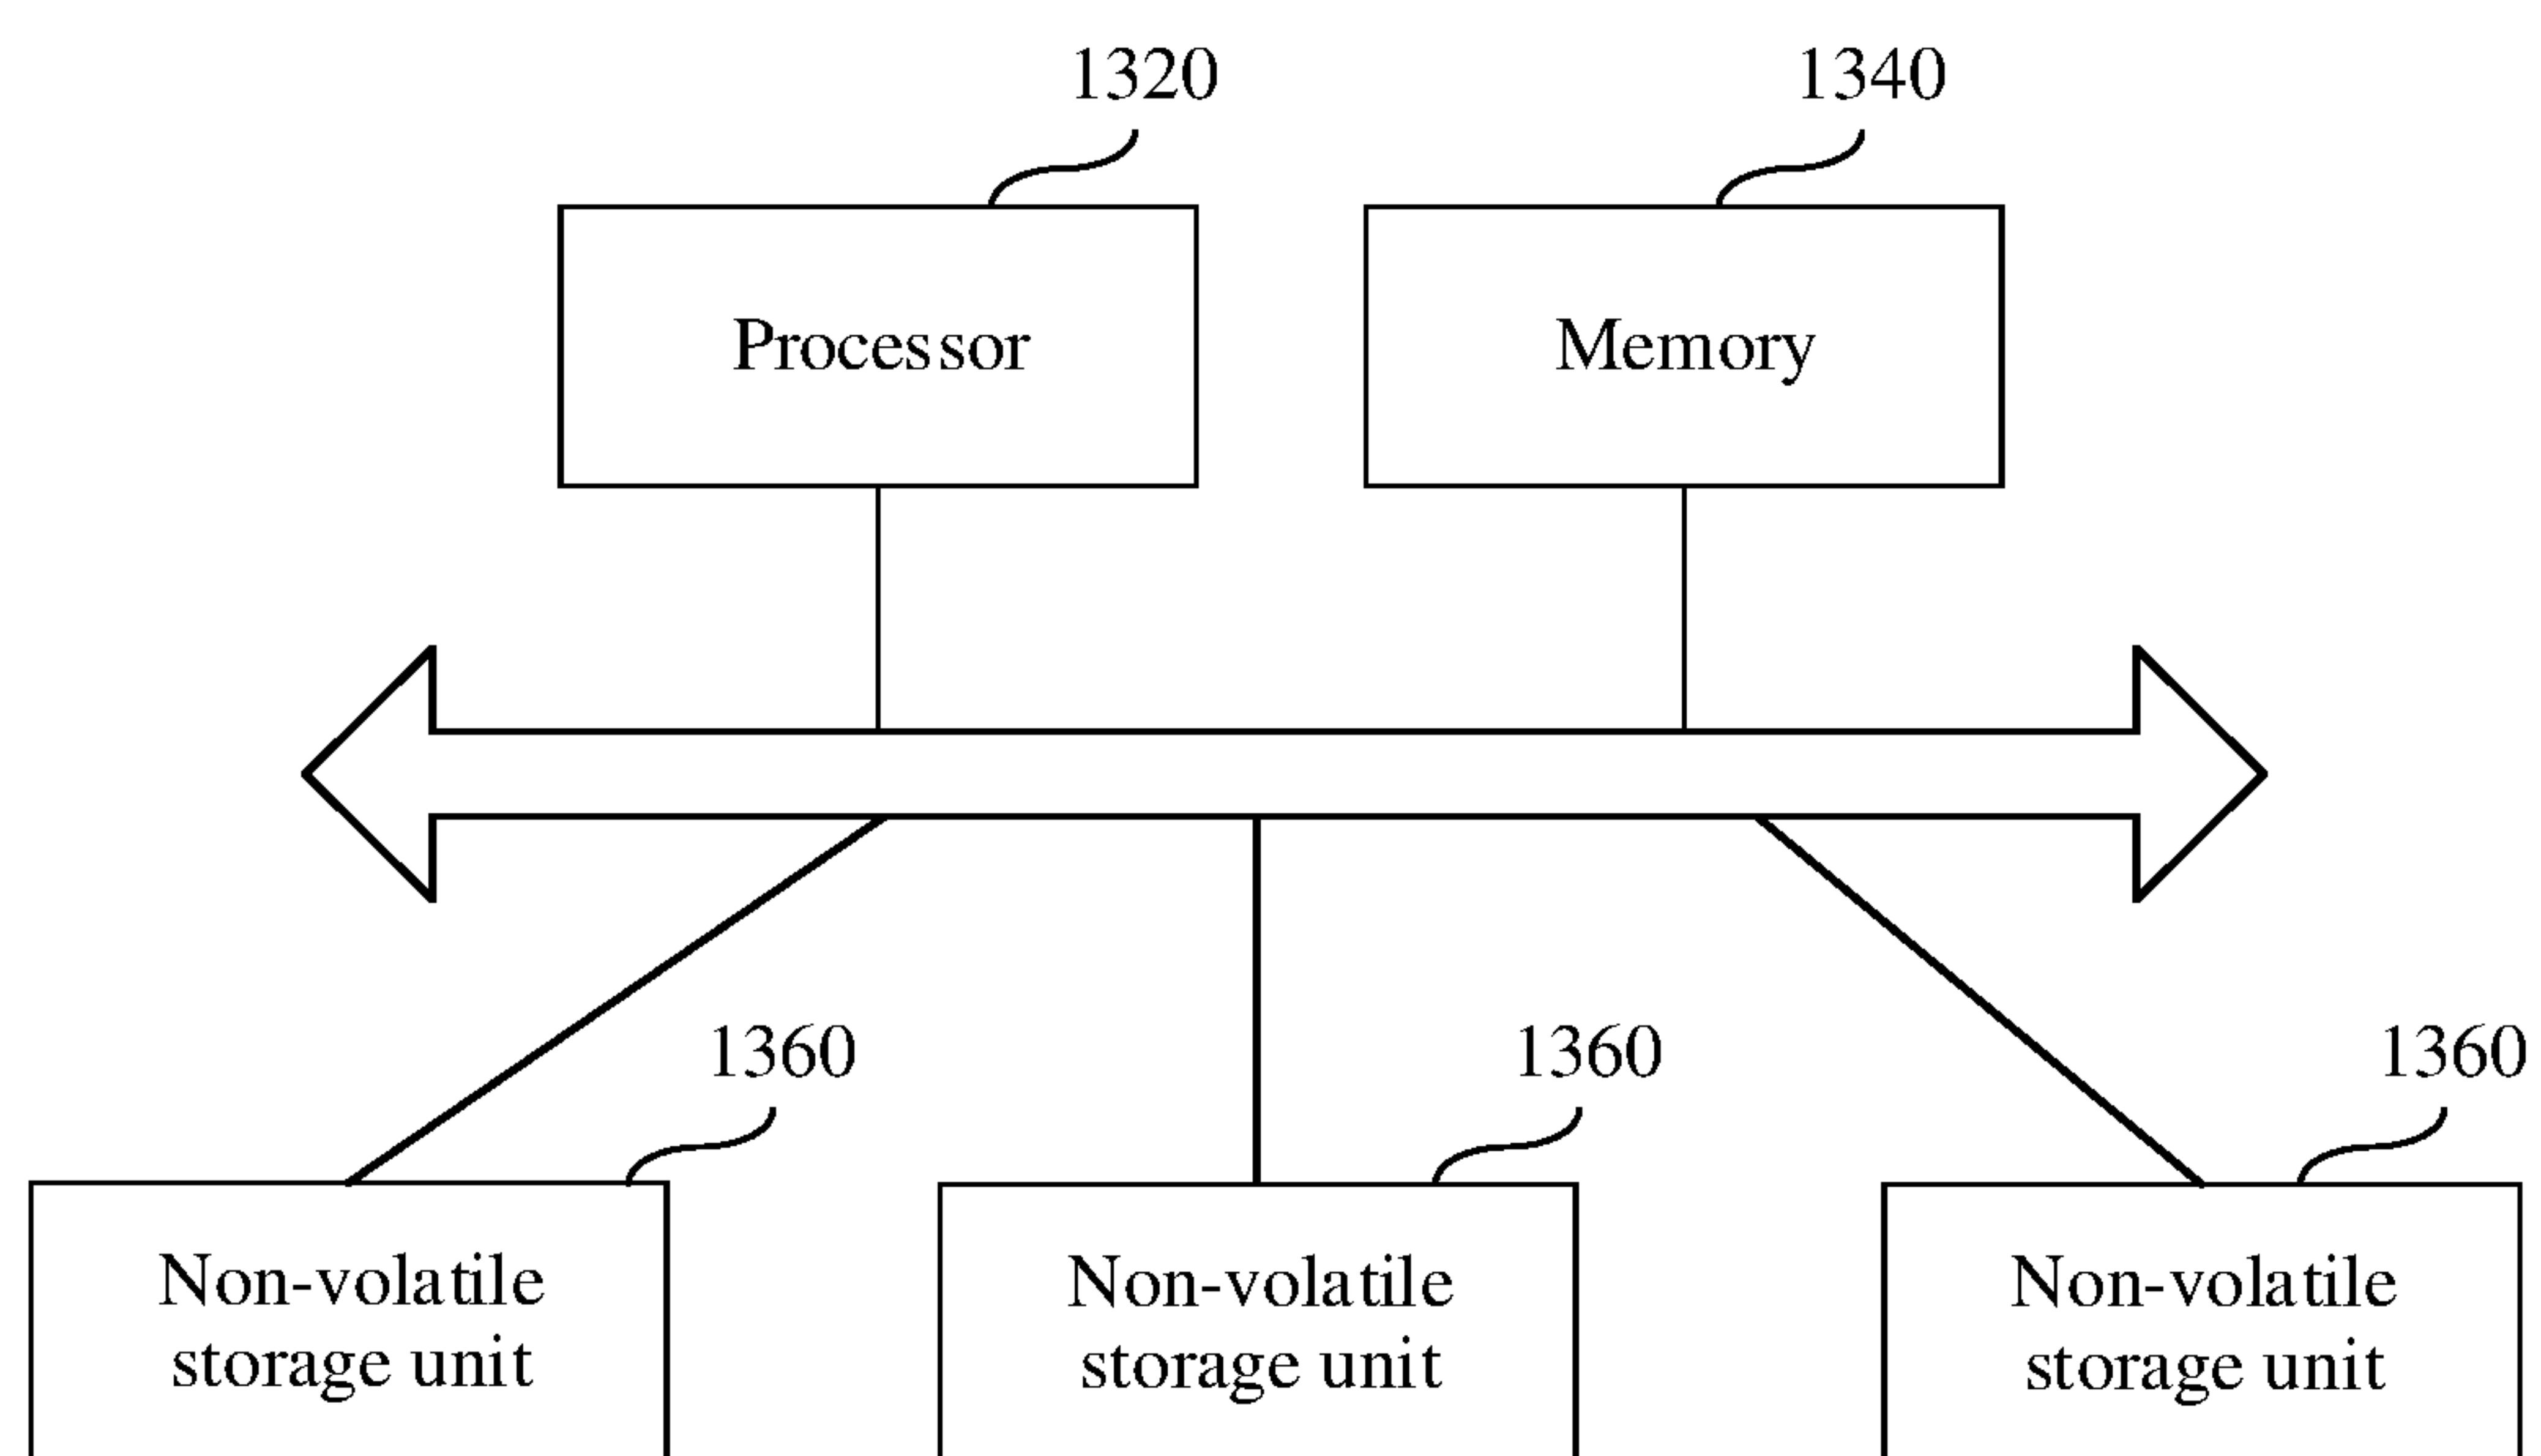 1320
1340
Processor
Memory
1360
1360
1360
Non-volatile
storage unit
Non-volatile
storage unit
Non-volatile
storage unit